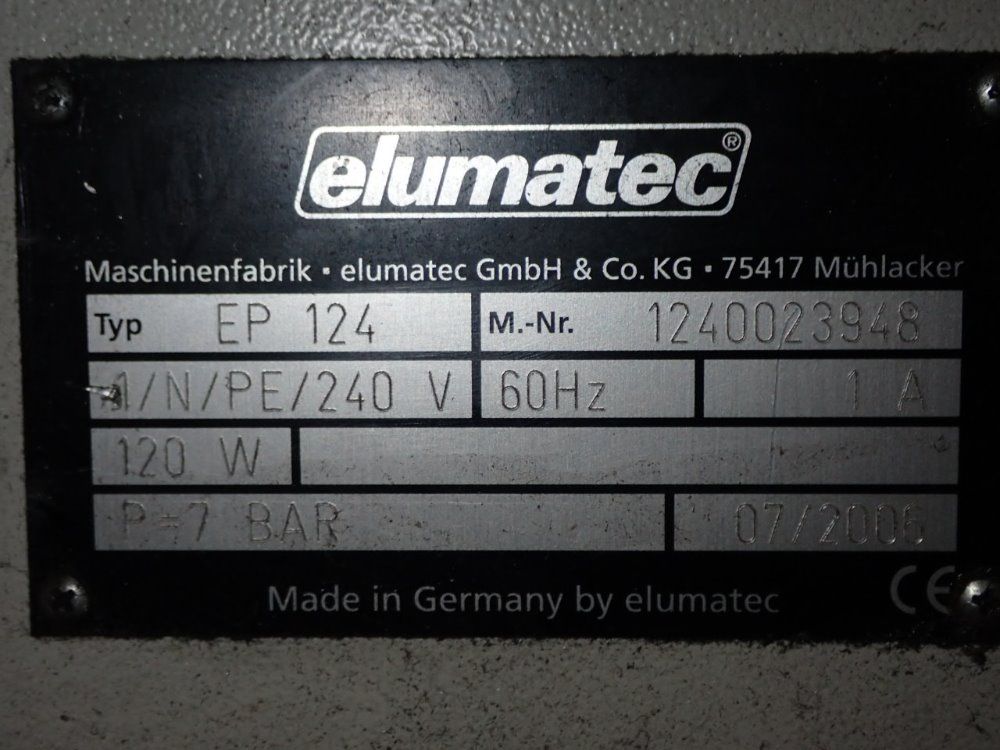 elumatec®
Maschinenfabrik • elumatec GmbH & Co. KG • 75417 Mühlacker
Typ EP 124 M.-Nr. 1240023948
1/N/PE/240 V 60Hz 1 A
120 W
P=7 BAR 07/2006
Made in Germany by elumatec CE